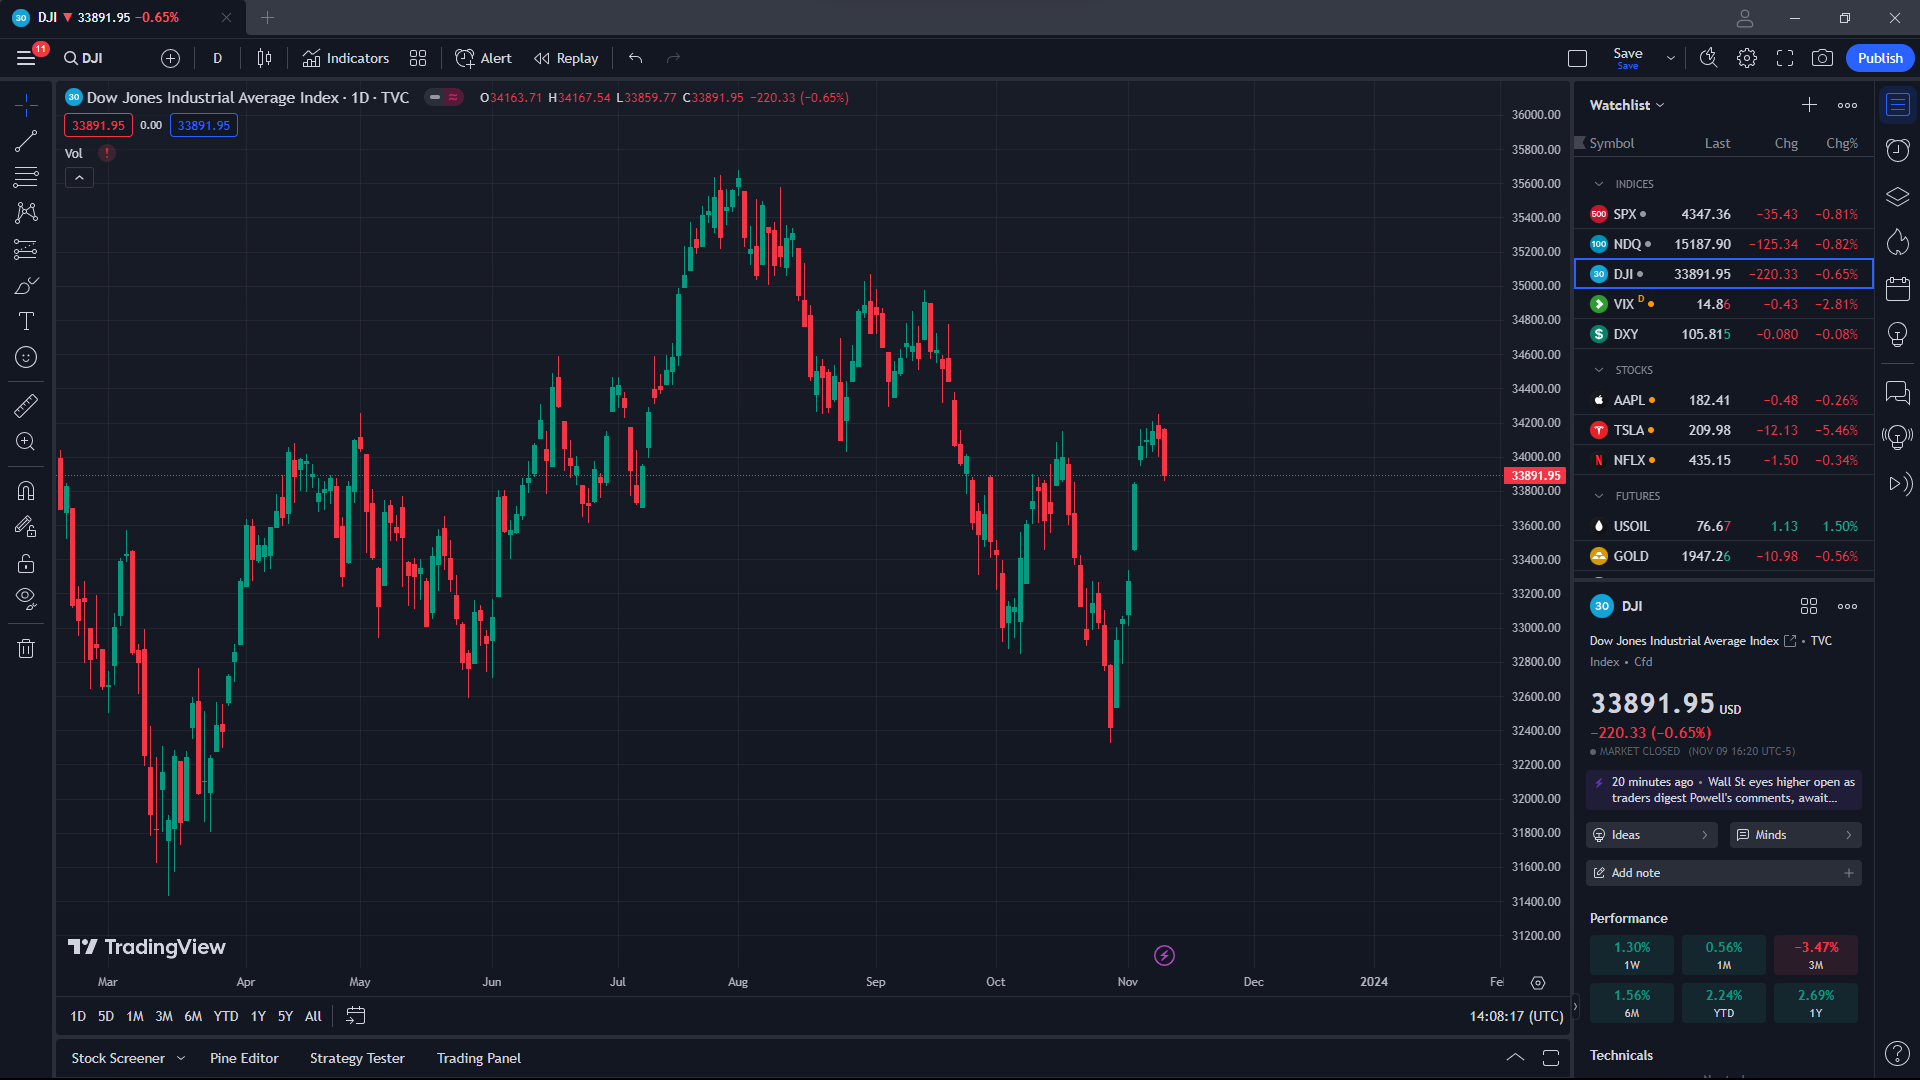 30 DJI 33891.95 −0.65%
11
DJI
D
Indicators
Alert
Replay
Save
Save
Publish
30 Dow Jones Industrial Average Index · 1D · TVC
O34163.71 H34167.54 L33859.77 C33891.95 −220.33 (−0.65%)
33891.95 0.00 33891.95
Vol
36000.00
35800.00
35600.00
35400.00
35200.00
35000.00
34800.00
34600.00
34400.00
34200.00
34000.00
33891.95
33800.00
33600.00
33400.00
33200.00
33000.00
32800.00
32600.00
32400.00
32200.00
32000.00
31800.00
31600.00
31400.00
31200.00
TradingView
Mar Apr May Jun Jul Aug Sep Oct Nov Dec 2024
1D 5D 1M 3M 6M YTD 1Y 5Y All
14:08:17 (UTC)
Stock Screener Pine Editor Strategy Tester Trading Panel
Watchlist
Symbol Last Chg Chg%
INDICES
500 SPX 4347.36 −35.43 −0.81%
100 NDQ 15187.90 −125.34 −0.82%
30 DJI 33891.95 −220.33 −0.65%
VIX D 14.86 −0.43 −2.81%
DXY 105.815 −0.080 −0.08%
STOCKS
AAPL 182.41 −0.48 −0.26%
TSLA 209.98 −12.13 −5.46%
NFLX 435.15 −1.50 −0.34%
FUTURES
USOIL 76.67 1.13 1.50%
GOLD 1947.26 −10.98 −0.56%
30 DJI
Dow Jones Industrial Average Index • TVC
Index • Cfd
33891.95 USD
−220.33 (−0.65%)
MARKET CLOSED (NOV 09 16:20 UTC-5)
20 minutes ago • Wall St eyes higher open as
traders digest Powell's comments, await...
Ideas
Minds
Add note
Performance
1.30% 0.56% −3.47%
1W 1M 3M
1.56% 2.24% 2.69%
6M YTD 1Y
Technicals